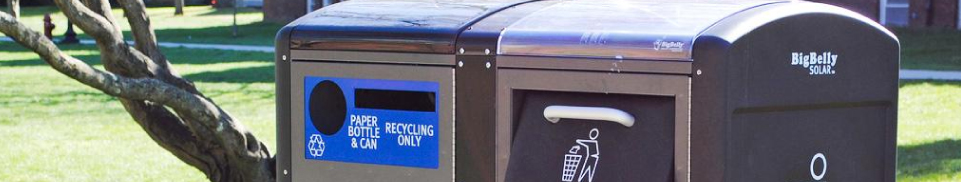 PAPER
BOTTLE
& CAN
RECYCLING
ONLY
BigBelly
BigBelly
SOLAR